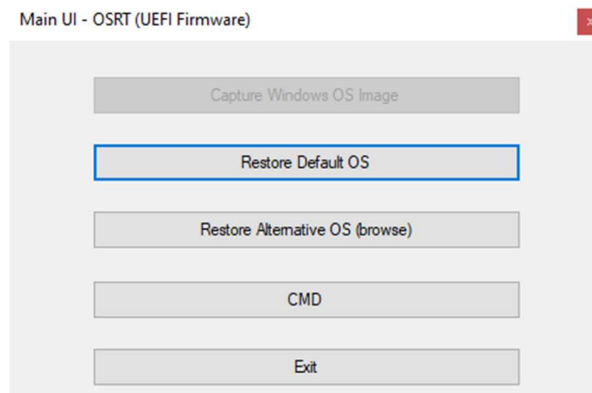 Main UI - OSRT (UEFI Firmware)
Capture Windows OS Image
Restore Default OS
Restore Alternative OS (browse)
CMD
Exit